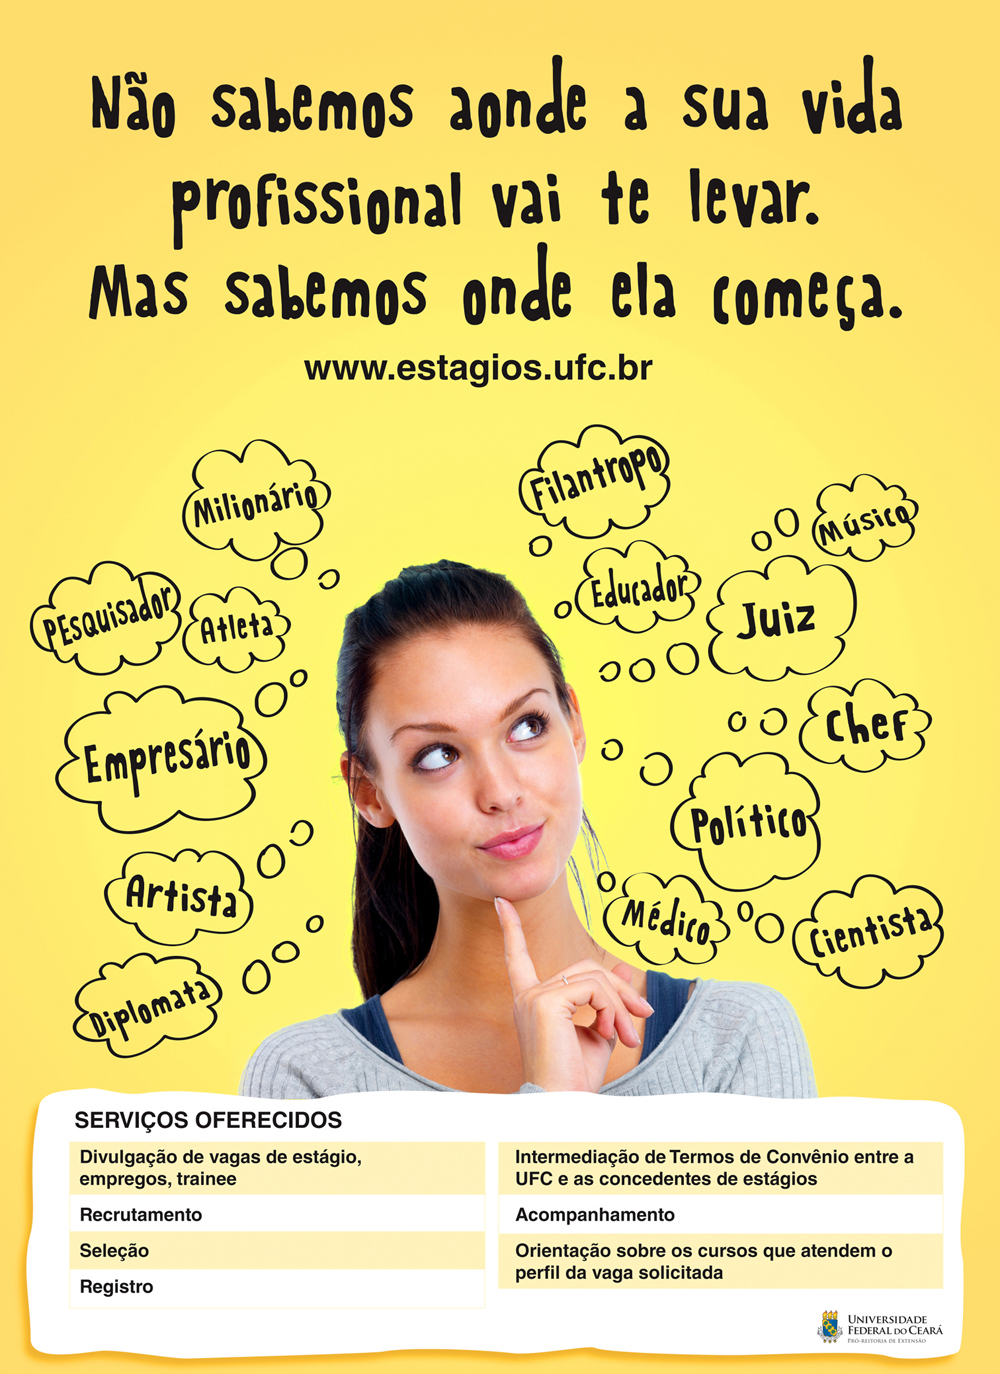 Não sabemos aonde a sua vida
profissional vai te levar.
Mas sabemos onde ela começa.
www.estagios.ufc.br
Milionário
Filantropo
Músico
Pesquisador
Atleta
Educador
Juiz
Empresário
Chef
Político
Artista
Médico
Cientista
Diplomata
SERVIÇOS OFERECIDOS
Divulgação de vagas de estágio,
empregos, trainee
Recrutamento
Seleção
Registro
Intermediação de Termos de Convênio entre a
UFC e as concedentes de estágios
Acompanhamento
Orientação sobre os cursos que atendem o
perfil da vaga solicitada
UNIVERSIDADE
FEDERAL DO CEARÁ
PRÓ-REITORIA DE EXTENSÃO